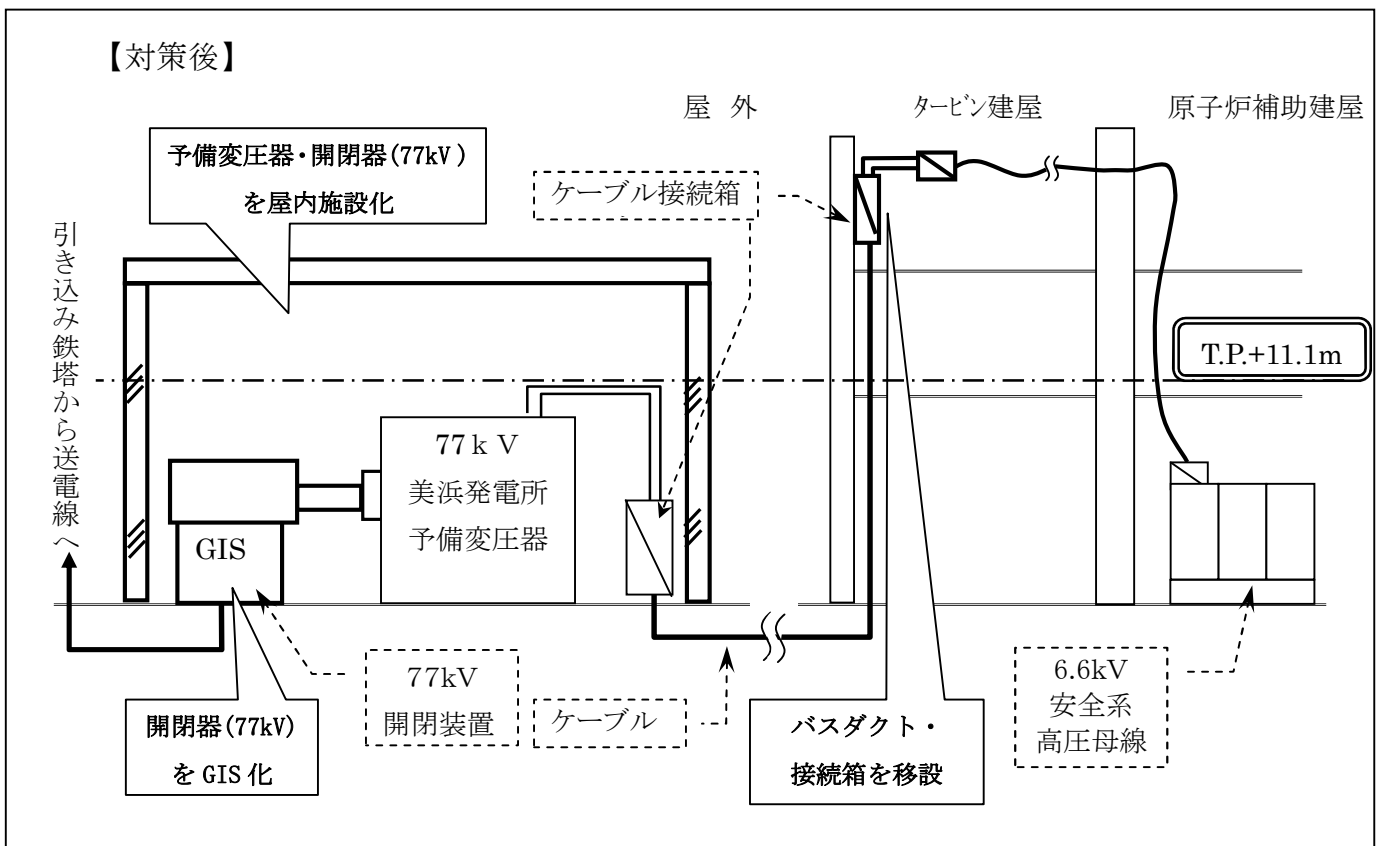 【対策後】
屋 外
タービン建屋
原子炉補助建屋
予備変圧器・開閉器(77kV)
を屋内施設化
ケーブル接続箱
引き込み鉄塔から送電線へ
T.P.+11.1m
77kV
美浜発電所
予備変圧器
GIS
77kV
開閉装置
ケーブル
6.6kV
安全系
高圧母線
開閉器(77kV)
を GIS 化
バスダクト・
接続箱を移設